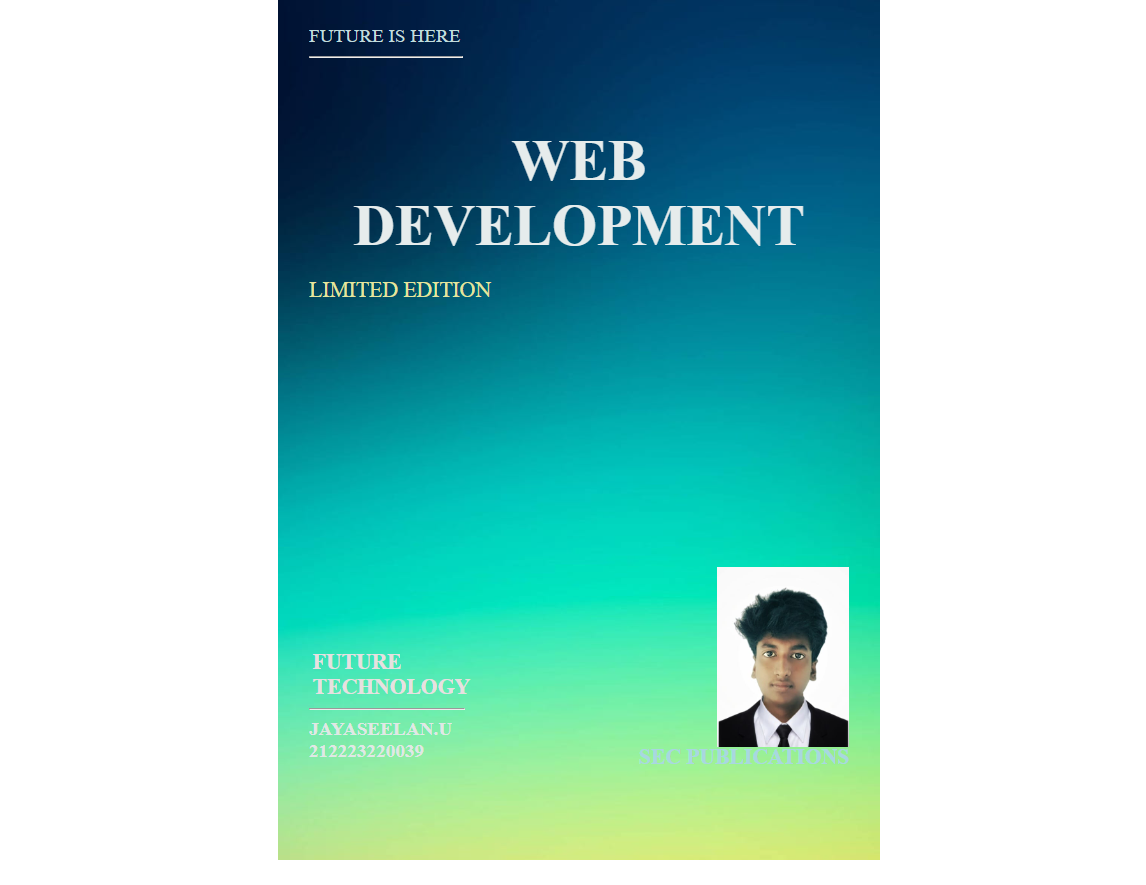 FUTURE IS HERE
WEB
DEVELOPMENT
LIMITED EDITION
FUTURE
TECHNOLOGY
JAYASEELAN.U
212223220039
SEC PUBLICATIONS